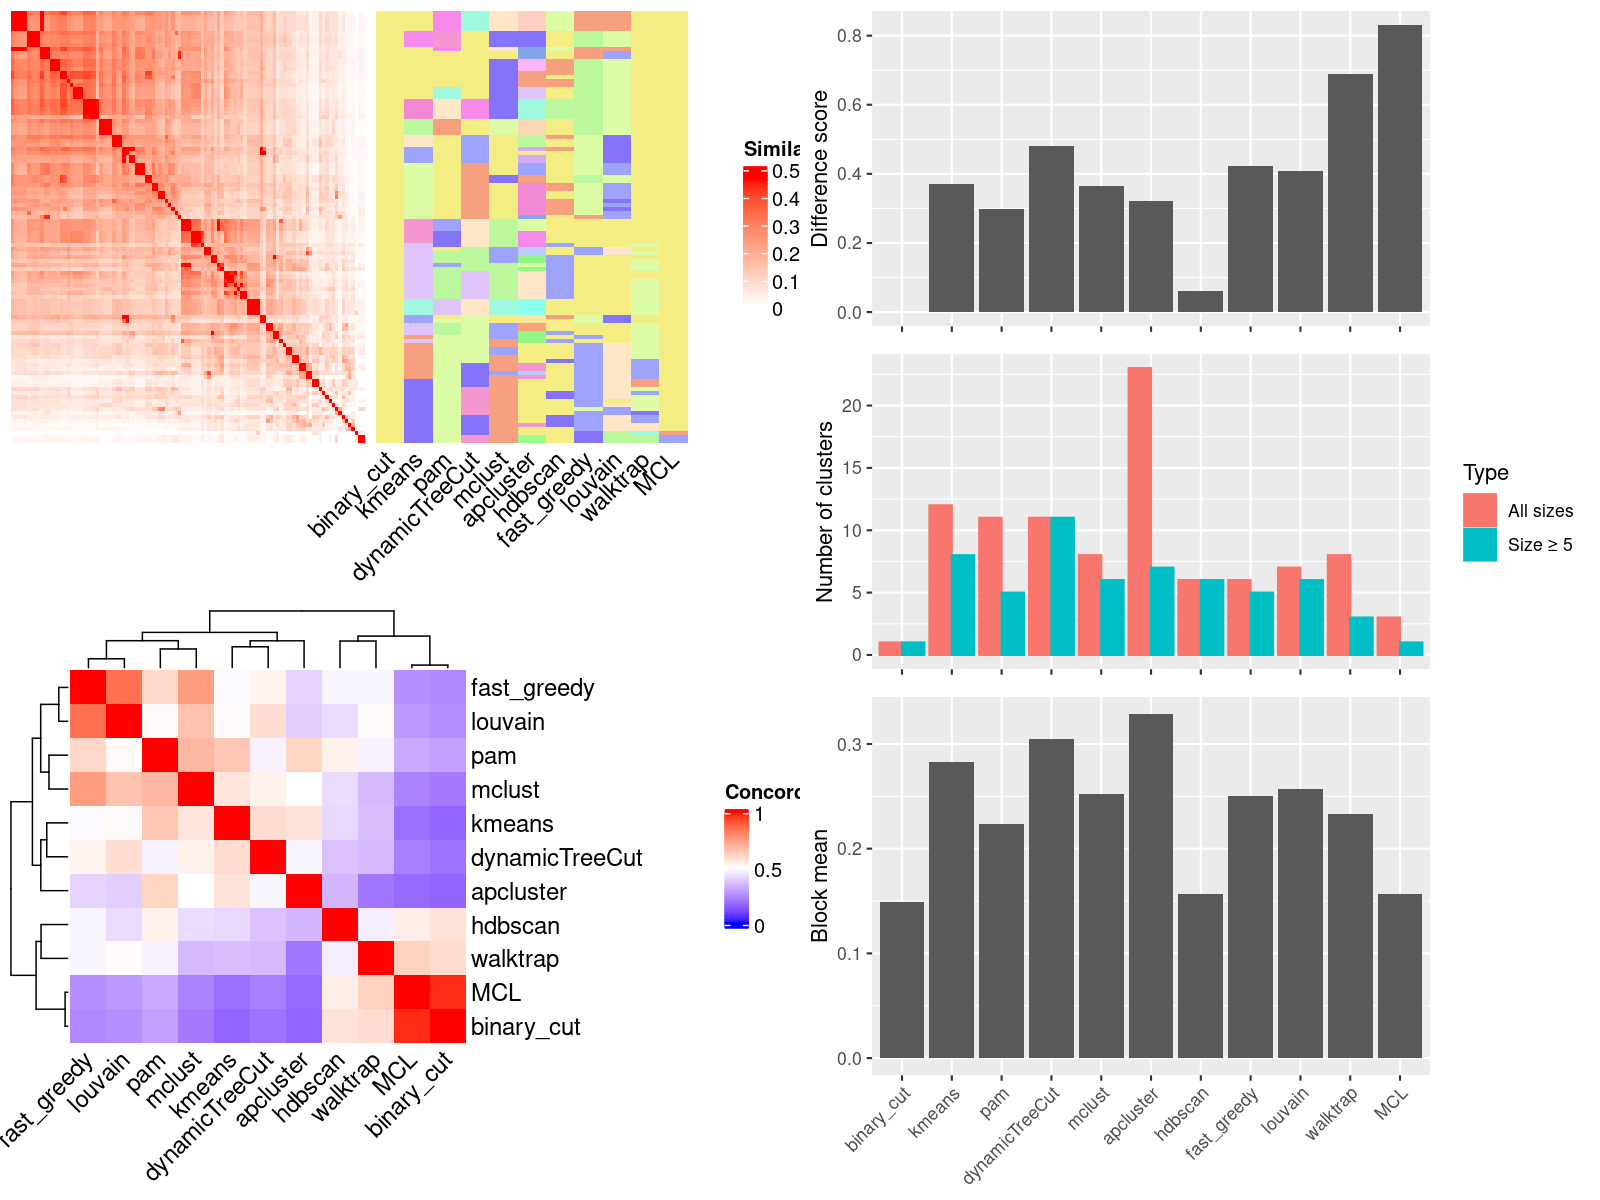 Simila
0.5
0.4
0.3
0.2
0.1
0
binary_cut
kmeans
pam
dynamicTreeCut
mclust
apcluster
hdbscan
fast_greedy
louvain
walktrap
MCL
Difference score
0.8
0.6
0.4
0.2
0.0
Number of clusters
20
15
10
5
0
Type
All sizes
Size ≥ 5
fast_greedy
louvain
pam
mclust
kmeans
dynamicTreeCut
apcluster
hdbscan
walktrap
MCL
binary_cut
Concord
1
0.5
0
fast_greedy
louvain
pam
mclust
kmeans
dynamicTreeCut
apcluster
hdbscan
walktrap
MCL
binary_cut
Block mean
0.3
0.2
0.1
0.0
binary_cut
kmeans
pam
dynamicTreeCut
mclust
apcluster
hdbscan
fast_greedy
louvain
walktrap
MCL